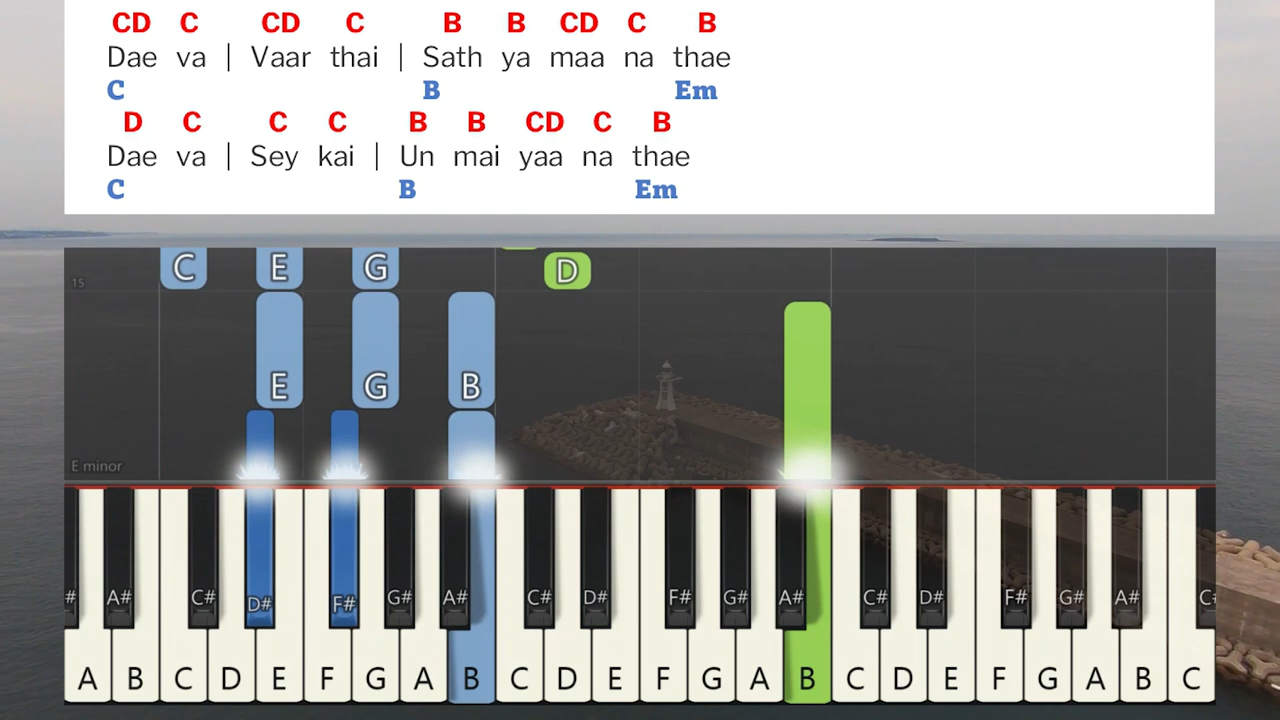 CD C CD C B B CD C B
Dae va | Vaar thai | Sath ya maa na thae
C B Em
D C C C B B CD C B
Dae va | Sey kai | Un mai yaa na thae
C B Em
C E G D
15
E G B
E minor
# A# C# D# F# G# A# C# D# F# G# A# C# D# F# G# A# C#
A B C D E F G A B C D E F G A B C D E F G A B C